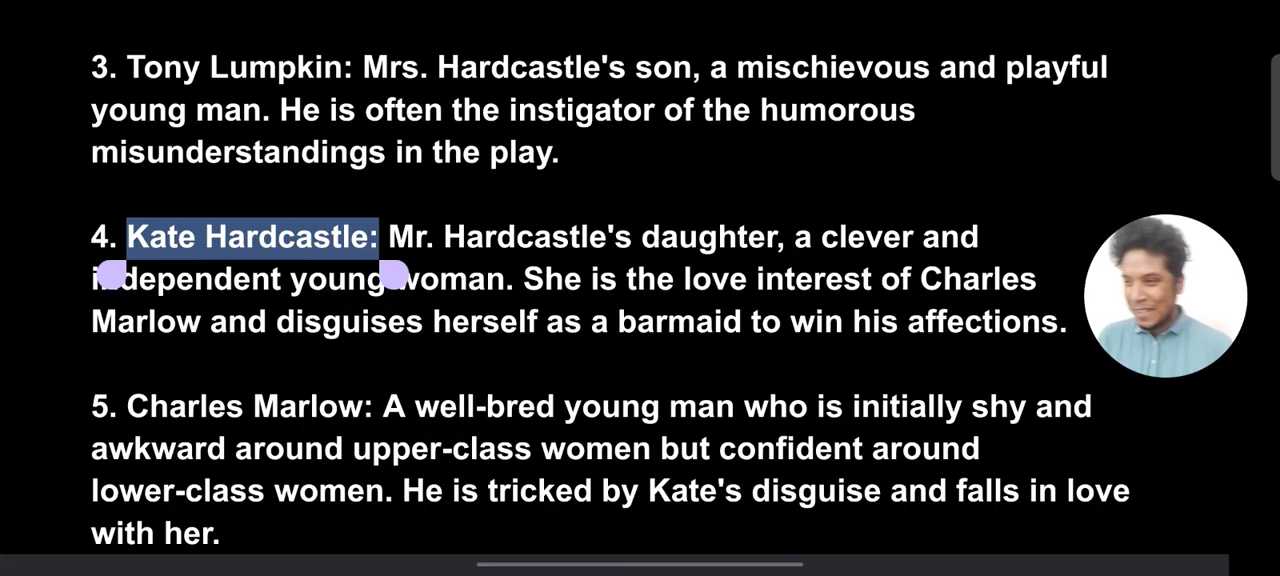 3. Tony Lumpkin: Mrs. Hardcastle's son, a mischievous and playful
young man. He is often the instigator of the humorous
misunderstandings in the play.
4. Kate Hardcastle: Mr. Hardcastle's daughter, a clever and
independent young woman. She is the love interest of Charles
Marlow and disguises herself as a barmaid to win his affections.
5. Charles Marlow: A well-bred young man who is initially shy and
awkward around upper-class women but confident around
lower-class women. He is tricked by Kate's disguise and falls in love
with her.